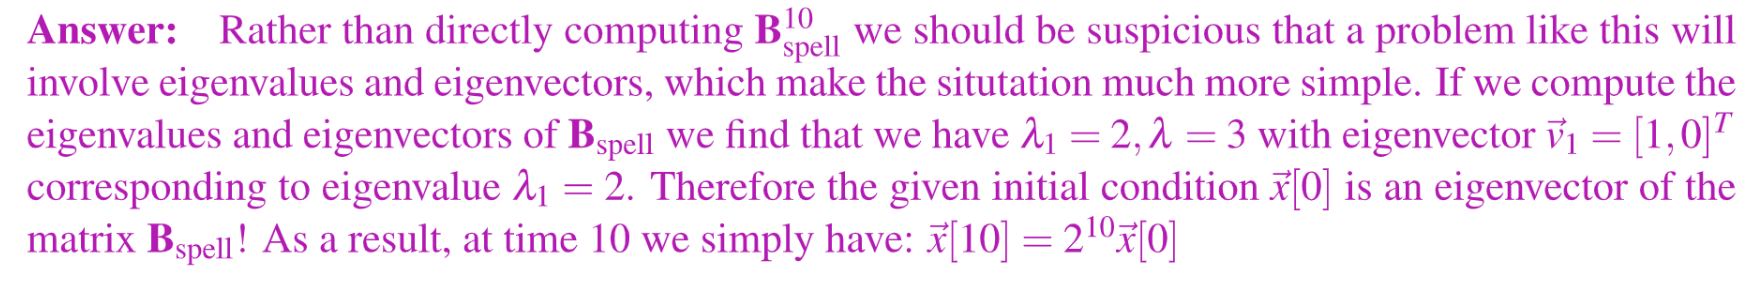 Answer: Rather than directly computing $\mathbf{B}_{\text{spell}}^{10}$ we should be suspicious that a problem like this will
involve eigenvalues and eigenvectors, which make the situtation much more simple. If we compute the
eigenvalues and eigenvectors of $\mathbf{B}_{\text{spell}}$ we find that we have $\lambda_1 = 2, \lambda = 3$ with eigenvector $\vec{v}_1 = [1,0]^T$
corresponding to eigenvalue $\lambda_1 = 2$. Therefore the given initial condition $\vec{x}[0]$ is an eigenvector of the
matrix $\mathbf{B}_{\text{spell}}$! As a result, at time 10 we simply have: $\vec{x}[10] = 2^{10}\vec{x}[0]$